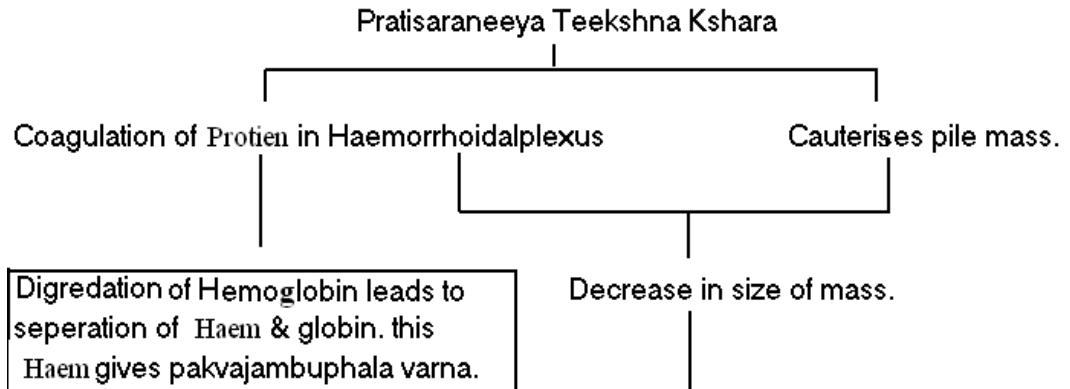 Pratisaraneeya Teekshna Kshara
Coagulation of Protien in Haemorrhoidalplexus
Cauterises pile mass.
Digredation of Hemoglobin leads to
seperation of Haem & globin. this
Haem gives pakvajambuphala varna.
Decrease in size of mass.